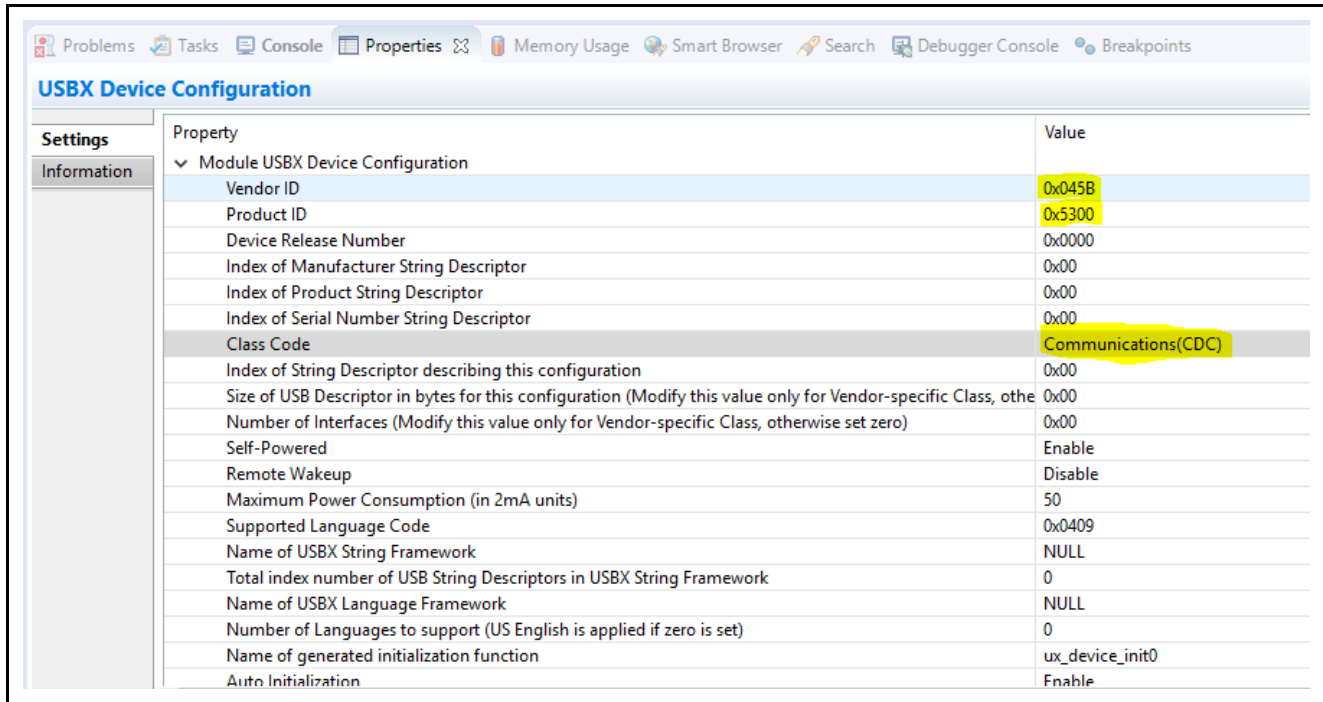 Problems Tasks Console Properties Memory Usage Smart Browser Search Debugger Console Breakpoints
USBX Device Configuration
Settings
Information
Property Value
Module USBX Device Configuration
Vendor ID 0x045B
Product ID 0x5300
Device Release Number 0x0000
Index of Manufacturer String Descriptor 0x00
Index of Product String Descriptor 0x00
Index of Serial Number String Descriptor 0x00
Class Code Communications(CDC)
Index of String Descriptor describing this configuration 0x00
Size of USB Descriptor in bytes for this configuration (Modify this value only for Vendor-specific Class, othe 0x00
Number of Interfaces (Modify this value only for Vendor-specific Class, otherwise set zero) 0x00
Self-Powered Enable
Remote Wakeup Disable
Maximum Power Consumption (in 2mA units) 50
Supported Language Code 0x0409
Name of USBX String Framework NULL
Total index number of USB String Descriptors in USBX String Framework 0
Name of USBX Language Framework NULL
Number of Languages to support (US English is applied if zero is set) 0
Name of generated initialization function ux_device_init0
Auto Initialization Enable